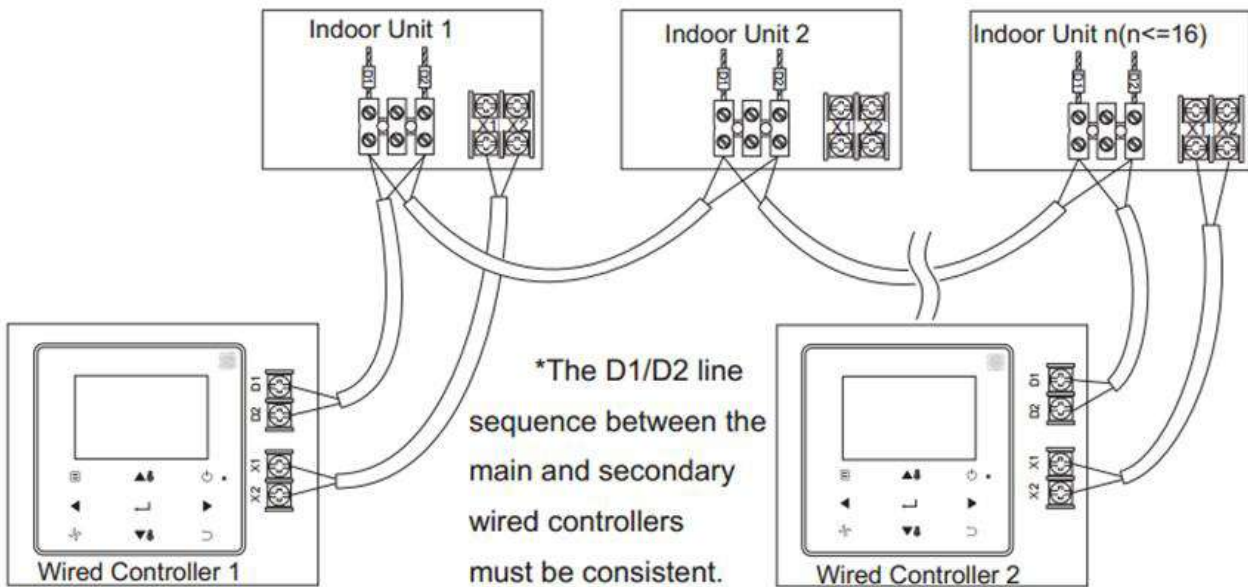 Indoor Unit 1
Indoor Unit 2
Indoor Unit n(n<=16)
D1
D2
X1
X2
D1
D2
X1
X2
D1
D2
X1
X2
D1
D2
X1
X2
Wired Controller 1
*The D1/D2 line
sequence between the
main and secondary
wired controllers
must be consistent.
D1
D2
X1
X2
Wired Controller 2